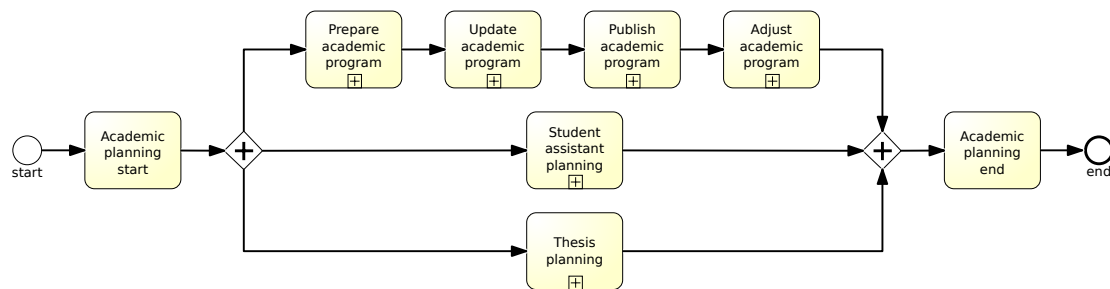 Prepare
academic
program
Update
academic
program
Publish
academic
program
Adjust
academic
program
start
Academic
planning
start
Student
assistant
planning
Academic
planning
end
end
Thesis
planning